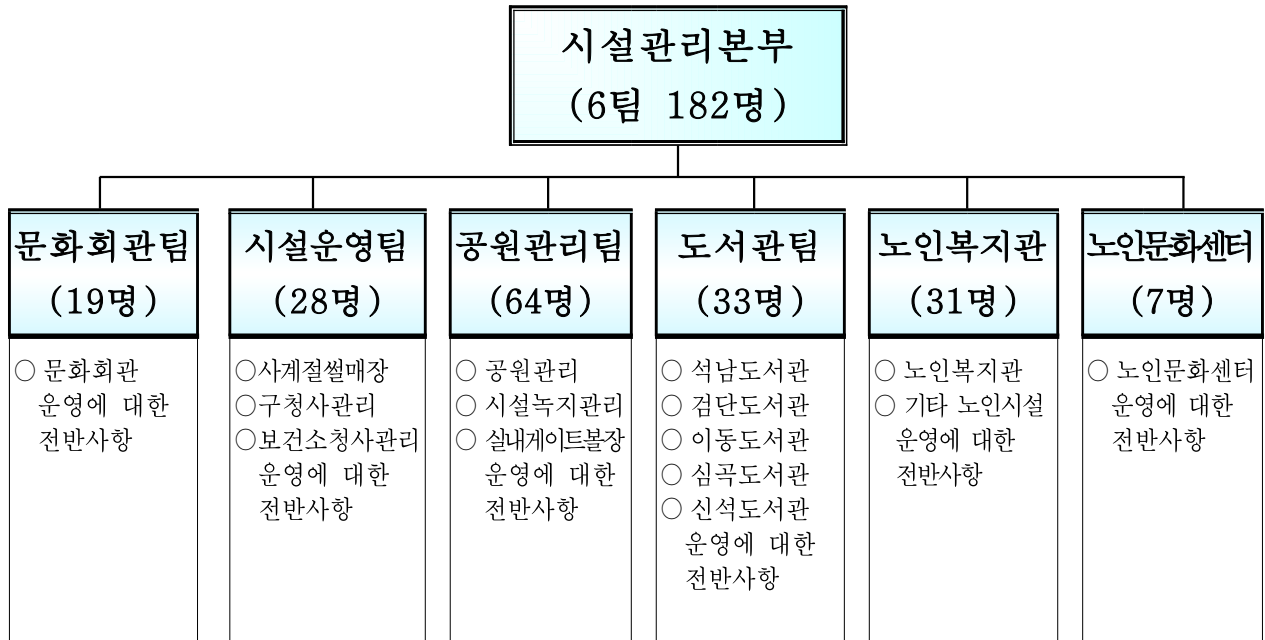 시설관리본부
(6팀 182명)
문화회관팀
(19명)
○ 문화회관
운영에 대한
전반사항
시설운영팀
(28명)
○사계절썰매장
○구청사관리
○보건소청사관리
운영에 대한
전반사항
공원관리팀
(64명)
○ 공원관리
○ 시설녹지관리
○ 실내게이트볼장
운영에 대한
전반사항
도서관팀
(33명)
○ 석남도서관
○ 검단도서관
○ 이동도서관
○ 심곡도서관
○ 신석도서관
운영에 대한
전반사항
노인복지관
(31명)
○ 노인복지관
○ 기타 노인시설
운영에 대한
전반사항
노인문화센터
(7명)
○ 노인문화센터
운영에 대한
전반사항